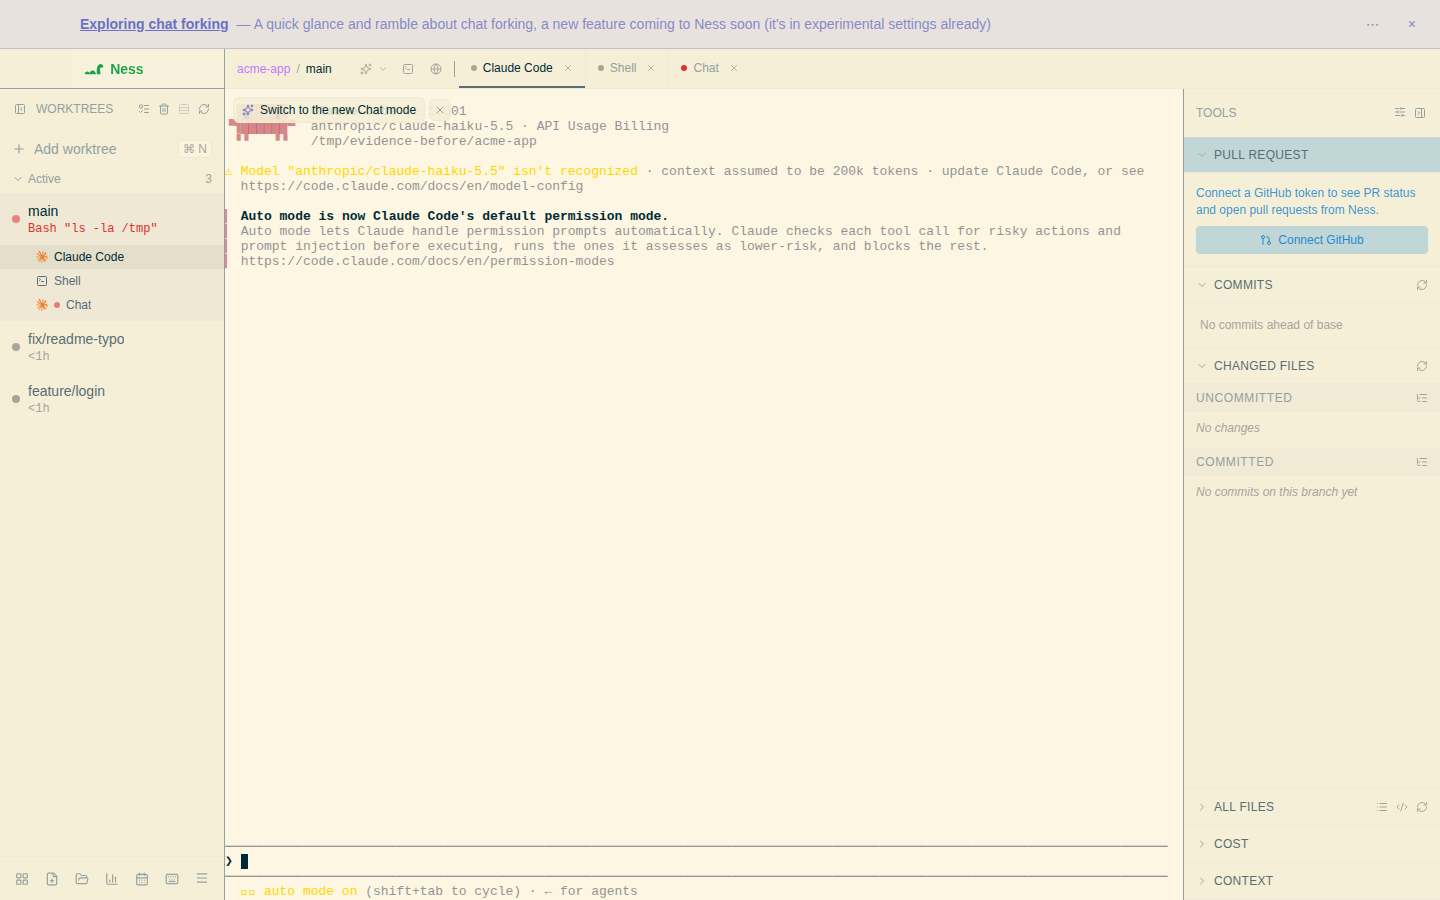 Exploring chat forking — A quick glance and ramble about chat forking, a new feature coming to Ness soon (it's in experimental settings already)
Ness
acme-app / main
Claude Code
Shell
Chat
WORKTREES
Add worktree
⌘ N
Active
3
main
Bash "ls -la /tmp"
Claude Code
Shell
Chat
fix/readme-typo
<1h
feature/login
<1h
Switch to the new Chat mode
01
anthropic/claude-haiku-5.5 · API Usage Billing
/tmp/evidence-before/acme-app
⚠ Model "anthropic/claude-haiku-5.5" isn't recognized · context assumed to be 200k tokens · update Claude Code, or see
https://code.claude.com/docs/en/model-config
Auto mode is now Claude Code's default permission mode.
Auto mode lets Claude handle permission prompts automatically. Claude checks each tool call for risky actions and
prompt injection before executing, runs the ones it assesses as lower-risk, and blocks the rest.
https://code.claude.com/docs/en/permission-modes
❯
auto mode on (shift+tab to cycle) · ← for agents
TOOLS
PULL REQUEST
Connect a GitHub token to see PR status
and open pull requests from Ness.
Connect GitHub
COMMITS
No commits ahead of base
CHANGED FILES
UNCOMMITTED
No changes
COMMITTED
No commits on this branch yet
ALL FILES
COST
CONTEXT